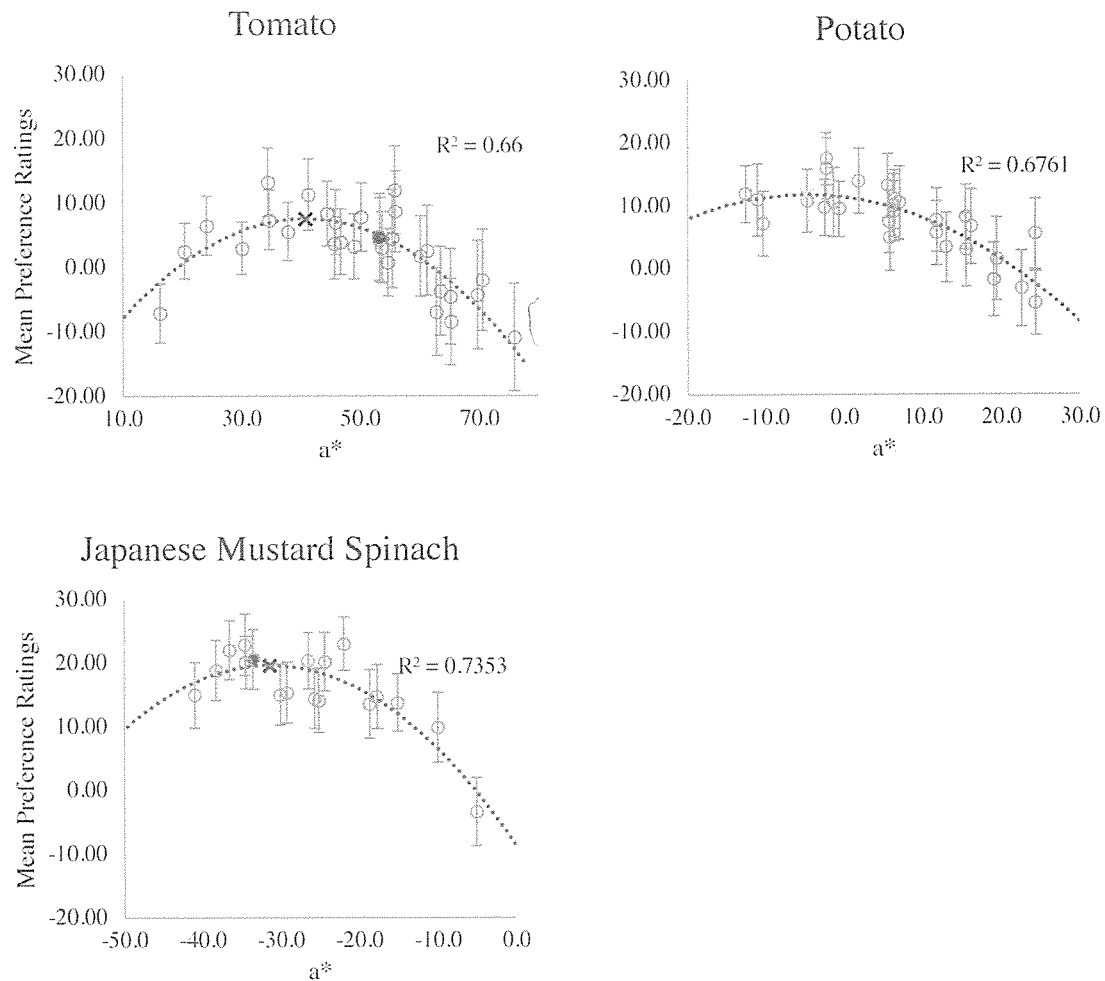 Tomato
30.00
20.00
10.00
0.00
-10.00
-20.00
Mean Preference Ratings
R² = 0.66
10.0 30.0 50.0 70.0
a*
Potato
30.00
20.00
10.00
0.00
-10.00
-20.00
R² = 0.6761
-20.0 -10.0 0.0 10.0 20.0 30.0
a*
Japanese Mustard Spinach
30.00
20.00
10.00
0.00
-10.00
-20.00
Mean Preference Ratings
R² = 0.7353
-50.0 -40.0 -30.0 -20.0 -10.0 0.0
a*